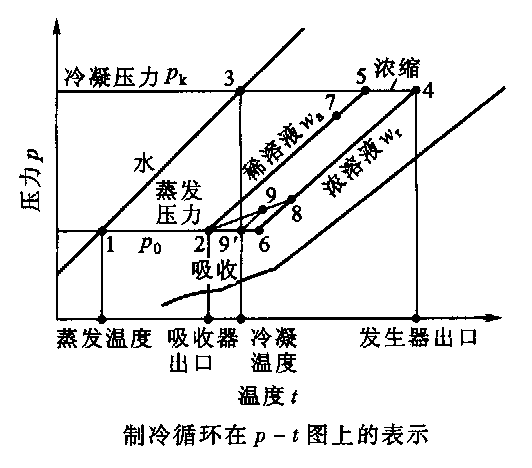 冷凝压力 pk
3
5
浓缩
4
7
稀溶液 wa
水
浓溶液 wr
压力 p
蒸发
压力
9
8
1
p0
2
9′
6
吸收
蒸发温度
吸收器
出口
冷凝
温度
发生器出口
温度 t
制冷循环在 p－t 图上的表示